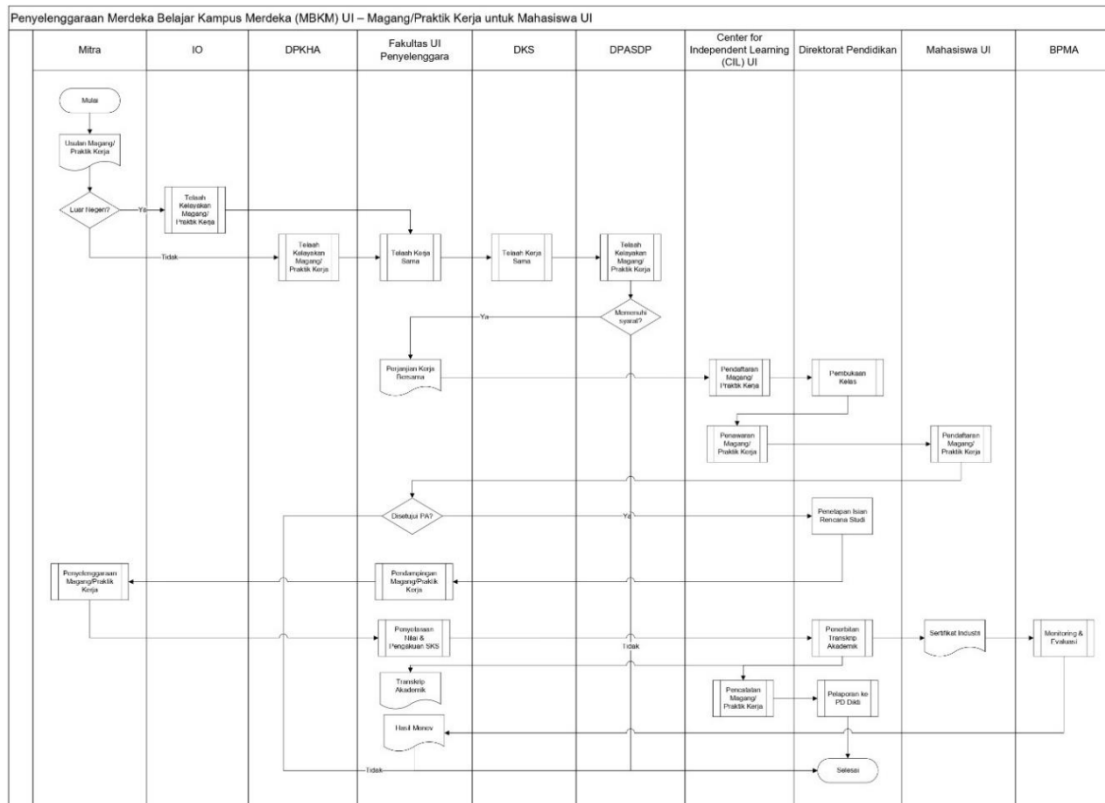 Penyelenggaraan Merdeka Belajar Kampus Merdeka (MBKM) UI – Magang/Praktik Kerja untuk Mahasiswa UI
Mitra
IO
DPKHA
Fakultas UI
Penyelenggara
DKS
DPASDP
Center for
Independent Learning
(CIL) UI
Direktorat Pendidikan
Mahasiswa UI
BPMA
Mulai
Usulan Magang/
Praktik Kerja
Luar Negeri?
Ya
Telaah
Kelayakan
Magang/
Praktik Kerja
Tidak
Telaah
Kelayakan
Magang/
Praktik Kerja
Telaah Kerja
Sama
Telaah Kerja
Sama
Telaah
Kelayakan
Magang/
Praktik Kerja
Memenuhi
syarat?
Ya
Perjanjian Kerja
Bersama
Pendaftaran
Magang/
Praktik Kerja
Pembukaan
Kelas
Penawaran
Magang/
Praktik Kerja
Pendaftaran
Magang/
Praktik Kerja
Disetujui PA?
Ya
Penetapan Isian
Rencana Studi
Penyelenggaraan
Magang/Praktik
Kerja
Pendampingan
Magang/Praktik
Kerja
Penyetaraan
Nilai &
Pengakuan SKS
Tidak
Penerbitan
Transkrip
Akademik
Sertifikat Industri
Monitoring &
Evaluasi
Transkrip
Akademik
Pencatatan
Magang/
Praktik Kerja
Pelaporan ke
PD Dikti
Hasil Monev
Tidak
Selesai